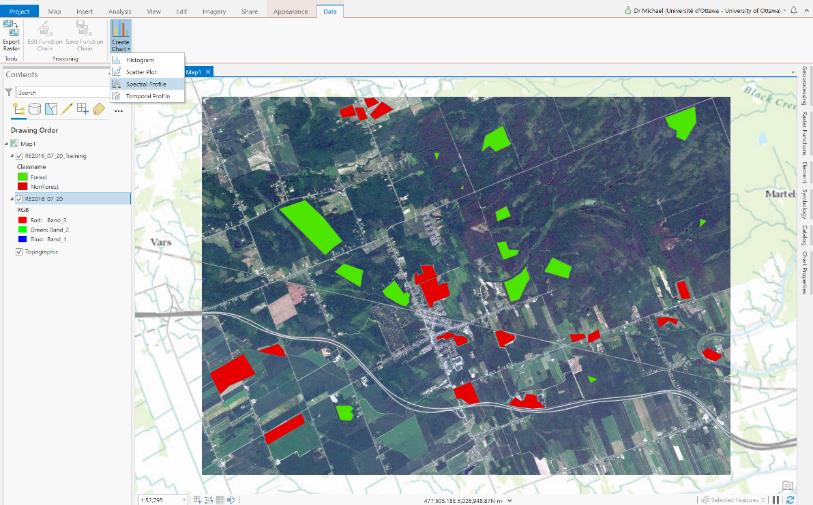 Project Map Insert Analysis View Edit Imagery Share Appearance Data
Dr Michael (Université d'Ottawa - University of Ottawa)
Export Raster
Edit Function Chain
Save Function Chain
Create Chart
Tools
Processing
Histogram
Scatter Plot
Spectral Profile
Temporal Profile
Contents
Search
Drawing Order
Map1
RE2016_07_20_Training
Classname
Forest
NonForest
RE2016_07_20
RGB
Red: Band_3
Green: Band_2
Blue: Band_1
Topographic
Map1
Vars
Black Cree
Martel
Geoprocessing
Raster Functions
Element
Symbology
Catalog
Chart Properties
1:52,795
Selected Features: 0